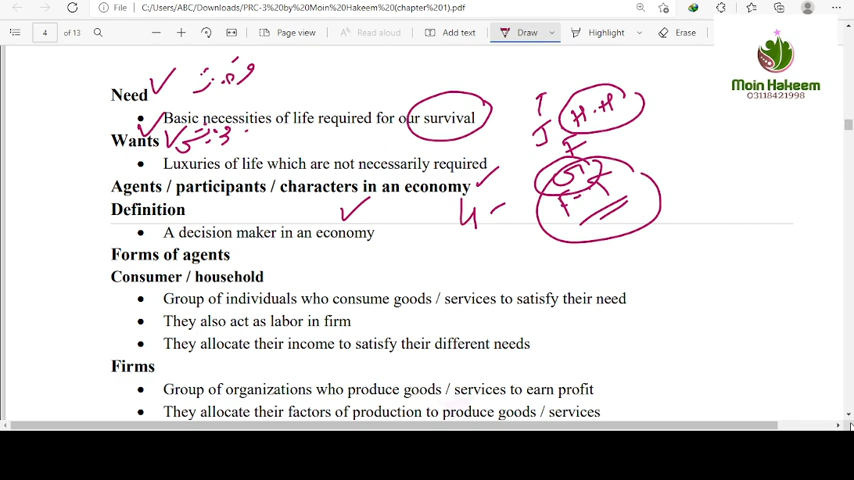 File C:/Users/ABC/Downloads/PRC-3%20by%20Moin%20Hakeem%20(chapter%201).pdf
4 of 13 Page view Read aloud Add text Draw Highlight Erase
Moin Hakeem
03118421998
Need
• Basic necessities of life required for our survival
H.H
Wants
• Luxuries of life which are not necessarily required
Agents / participants / characters in an economy
Definition
4
• A decision maker in an economy
Forms of agents
Consumer / household
• Group of individuals who consume goods / services to satisfy their need
• They also act as labor in firm
• They allocate their income to satisfy their different needs
Firms
• Group of organizations who produce goods / services to earn profit
• They allocate their factors of production to produce goods / services